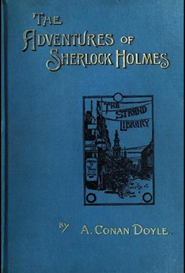 THE
ADVENTURES OF
SHERLOCK HOLMES
THE
STRAND
LIBRARY
BY A. CONAN DOYLE